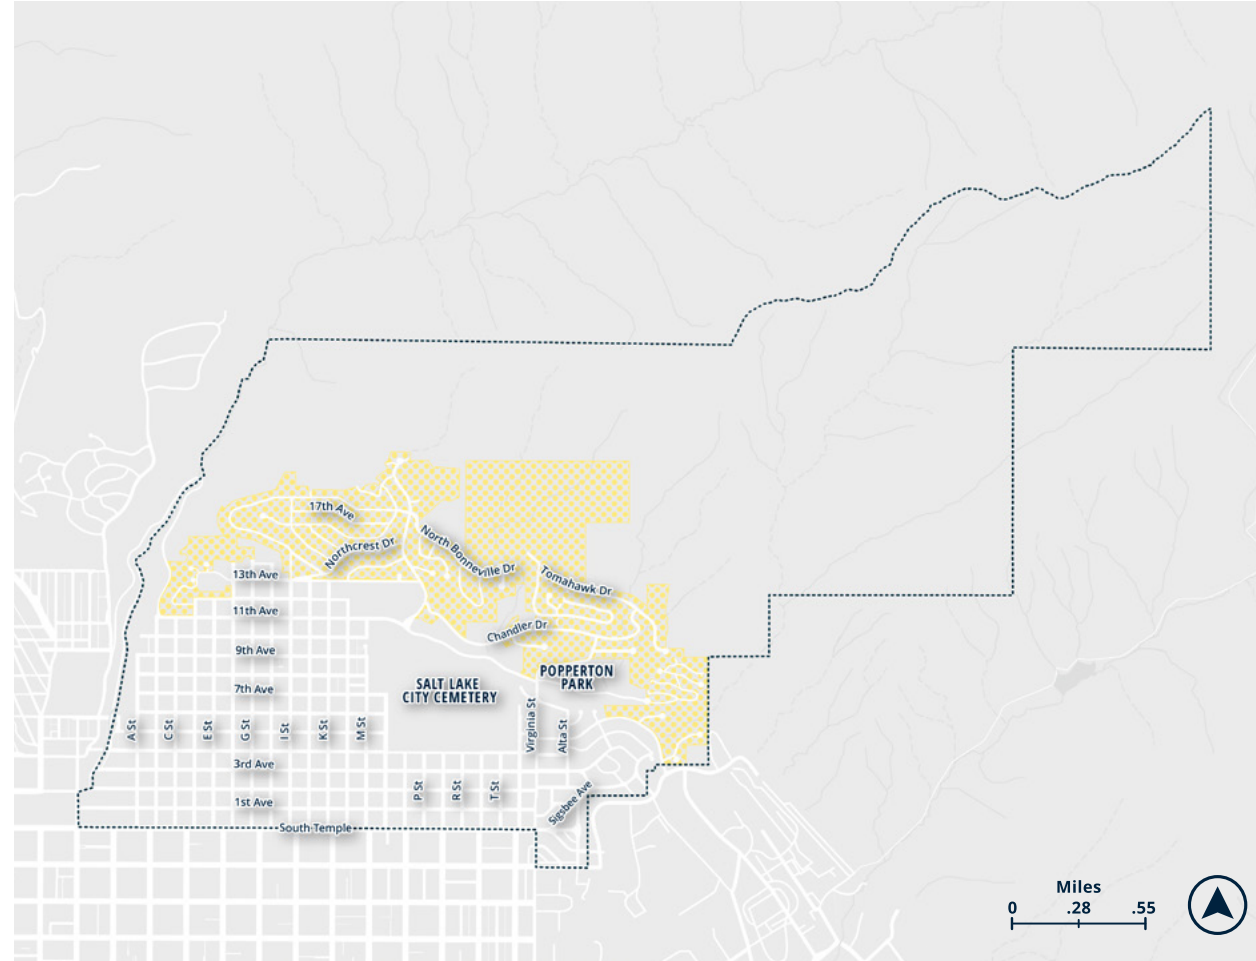 17th Ave
Northcrest Dr
North Bonneville Dr
13th Ave
Tomahawk Dr
11th Ave
Chandler Dr
9th Ave
SALT LAKE
CITY CEMETERY
POPPERTON
PARK
7th Ave
A St
C St
E St
G St
I St
K St
M St
Virginia St
Alta St
3rd Ave
P St
R St
T St
Sigsbee Ave
1st Ave
South Temple
Miles
0 .28 .55